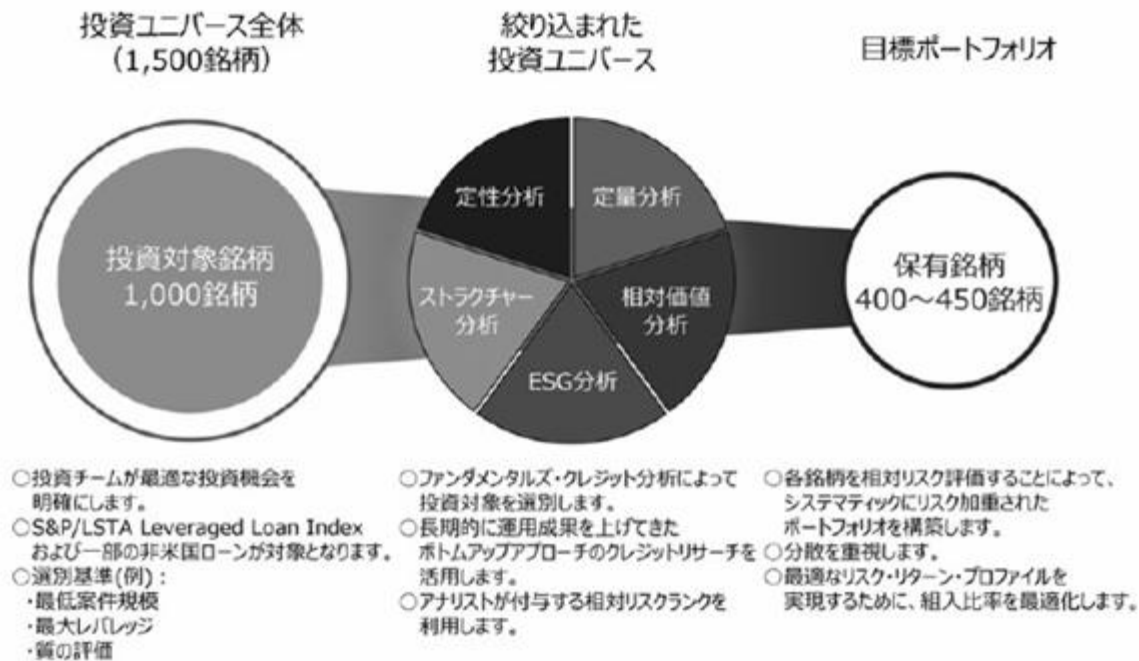 投資ユニバース全体
（1,500銘柄）
投資対象銘柄
1,000銘柄
○投資チームが最適な投資機会を
明確にします。
○S&P/LSTA Leveraged Loan Index
および一部の非米国ローンが対象となります。
○選別基準(例)：
・最低案件規模
・最大レバレッジ
・質の評価
絞り込まれた
投資ユニバース
定性分析
定量分析
ストラクチャー
分析
相対価値
分析
ESG分析
○ファンダメンタルズ・クレジット分析によって
投資対象を選別します。
○長期的に運用成果を上げてきた
ボトムアップアプローチのクレジットリサーチを
活用します。
○アナリストが付与する相対リスクランクを
利用します。
目標ポートフォリオ
保有銘柄
400～450銘柄
○各銘柄を相対リスク評価することによって、
システマティックにリスク加重された
ポートフォリオを構築します。
○分散を重視します。
○最適なリスク・リターン・プロファイルを
実現するために、組入比率を最適化します。